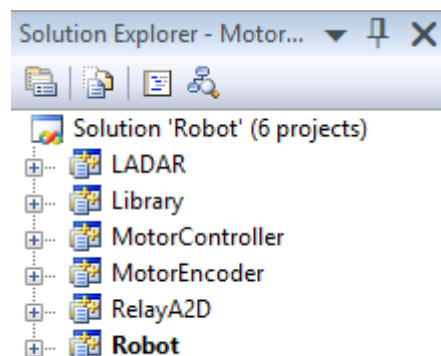 Solution Explorer - Motor...
Solution 'Robot' (6 projects)
LADAR
Library
MotorController
MotorEncoder
RelayA2D
Robot